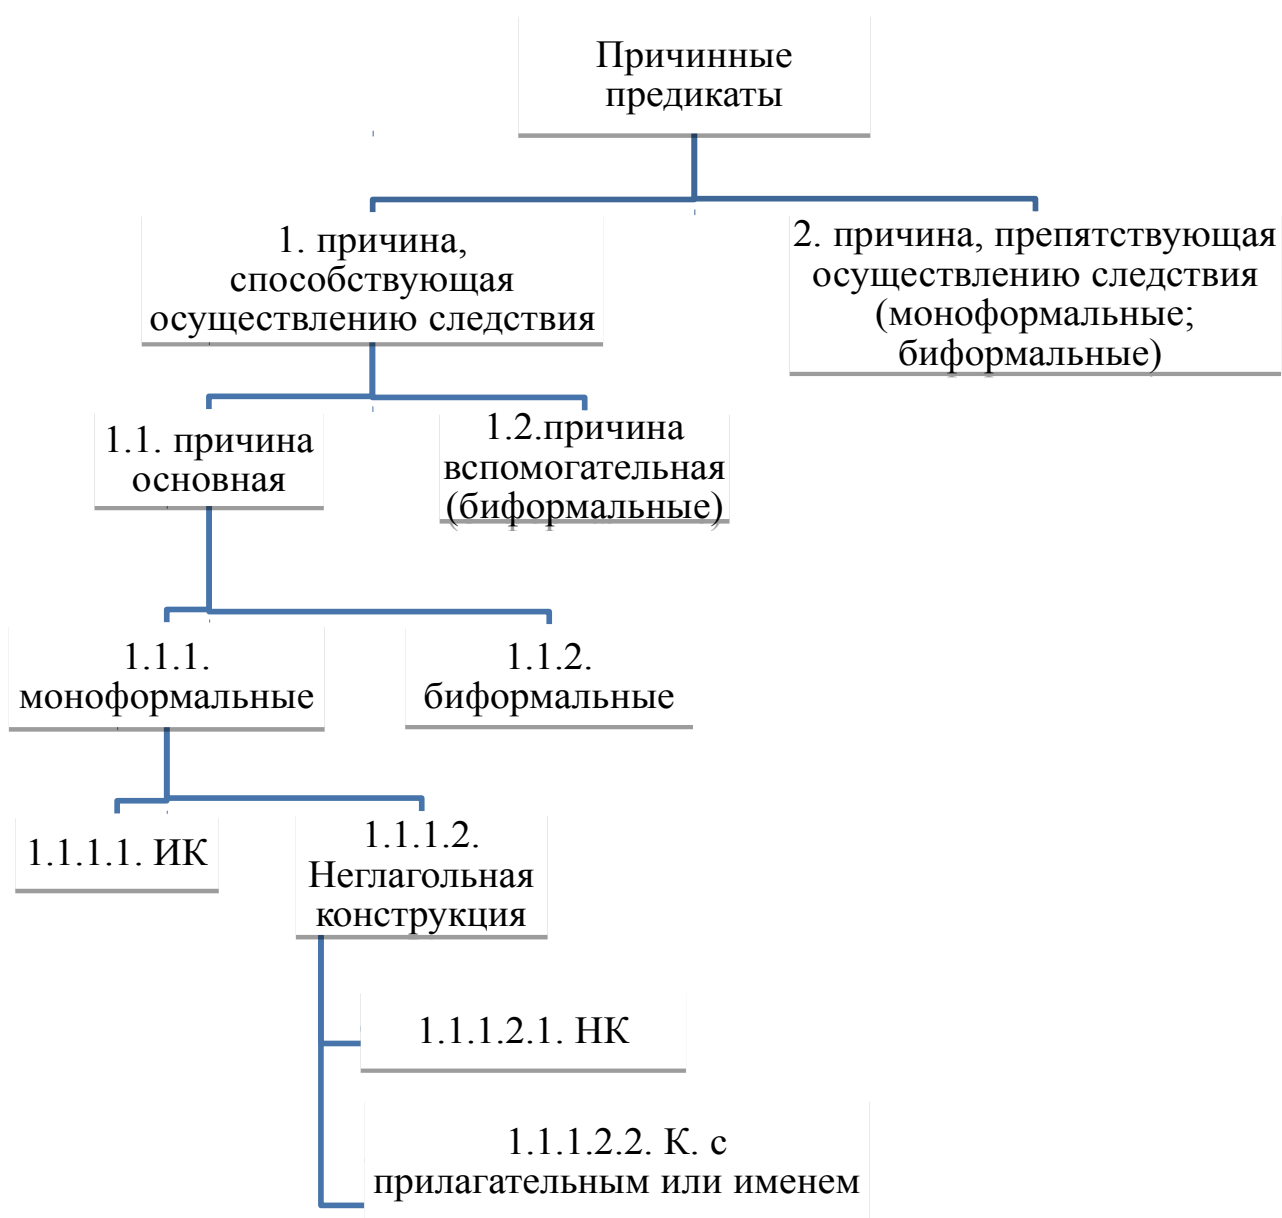 Причинные
предикаты
1. причина,
способствующая
осуществлению следствия
2. причина, препятствующая
осуществлению следствия
(моноформальные;
биформальные)
1.1. причина
основная
1.2.причина
вспомогательная
(биформальные)
1.1.1.
моноформальные
1.1.2.
биформальные
1.1.1.1. ИК
1.1.1.2.
Неглагольная
конструкция
1.1.1.2.1. НК
1.1.1.2.2. К. с
прилагательным или именем